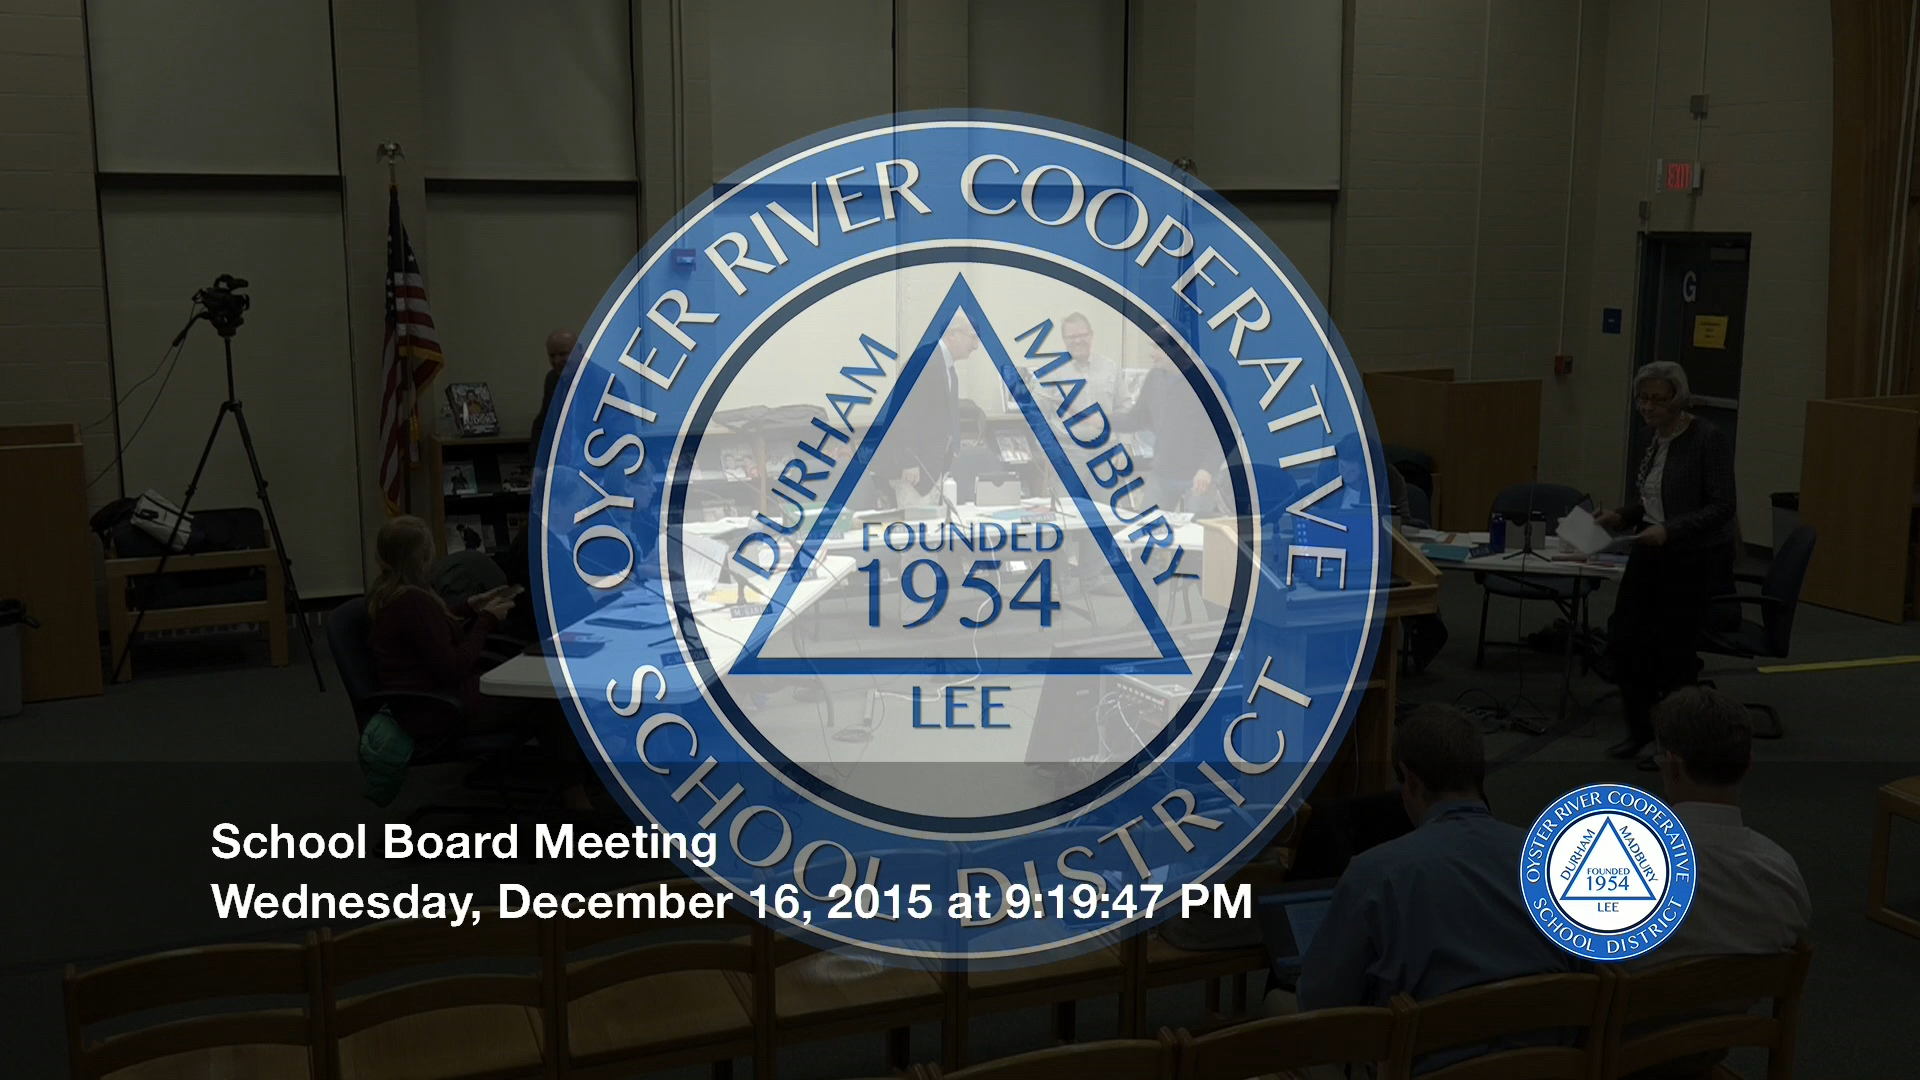 OYSTER RIVER COOPERATIVE
SCHOOL DISTRICT
DURHAM
MADBURY
FOUNDED
1954
LEE
EXIT
G
School Board Meeting
Wednesday, December 16, 2015 at 9:19:47 PM
OYSTER RIVER COOPERATIVE
SCHOOL DISTRICT
DURHAM
MADBURY
FOUNDED
1954
LEE